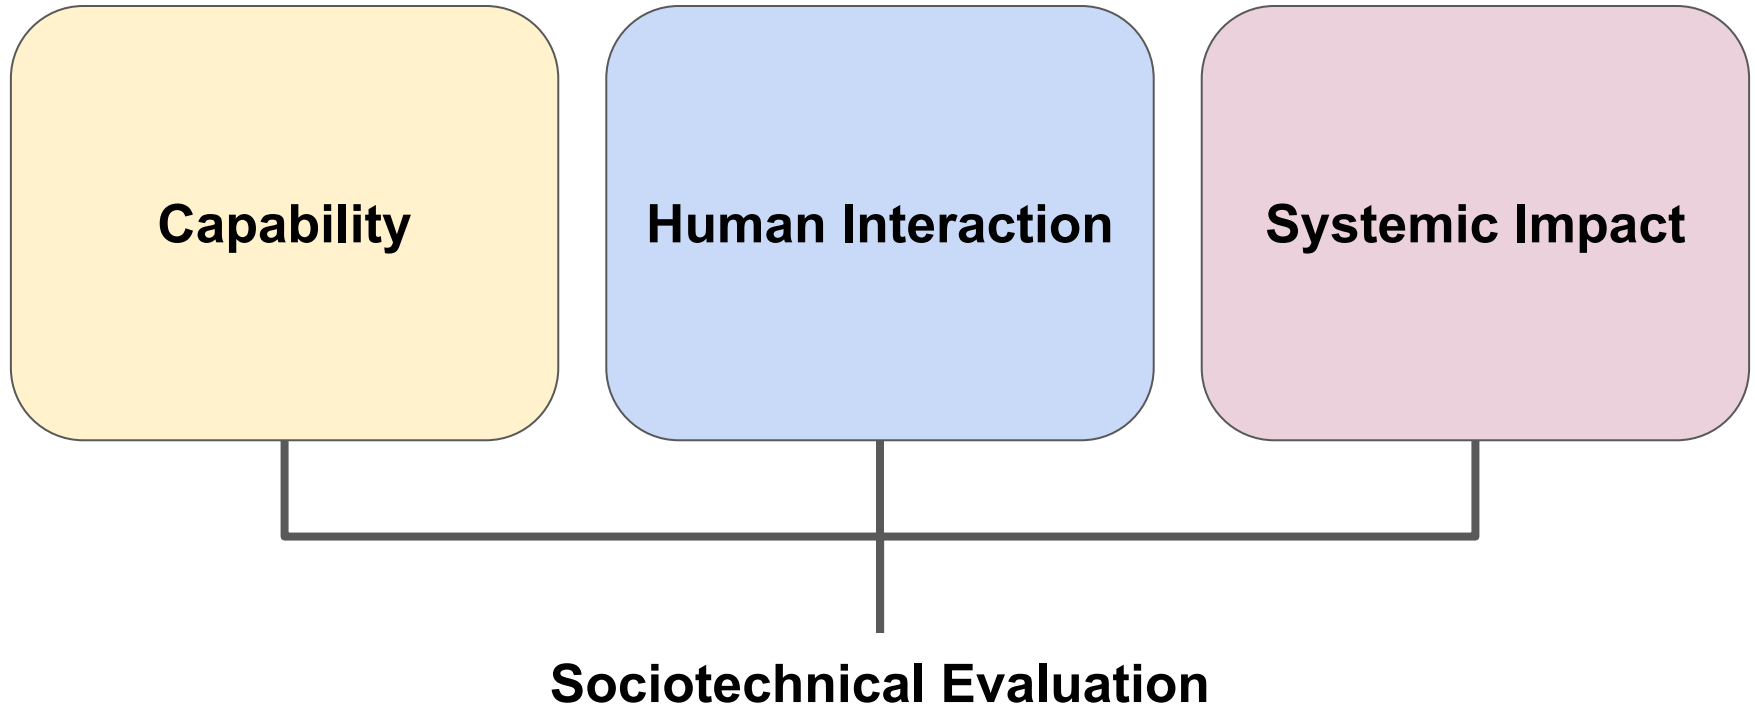 Capability
Human Interaction
Systemic Impact
Sociotechnical Evaluation